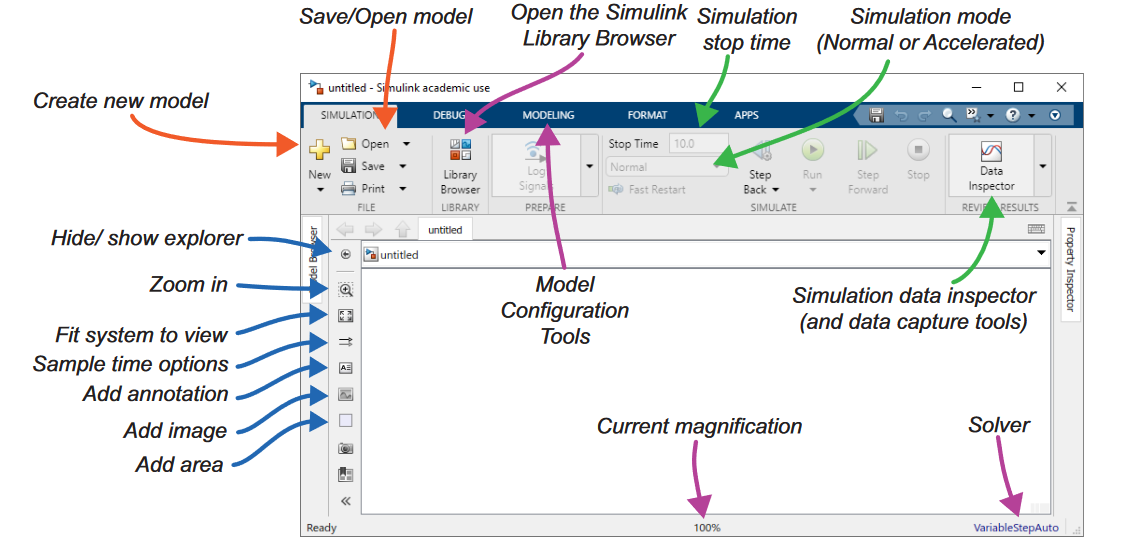 Save/Open model
Open the Simulink
Library Browser
Simulation
stop time
Simulation mode
(Normal or Accelerated)
Create new model
untitled - Simulink academic use
SIMULATION
DEBUG
MODELING
FORMAT
APPS
New
Open
Save
Print
FILE
Library
Browser
LIBRARY
Log
Signals
PREPARE
Stop Time
10.0
Normal
Fast Restart
Step
Back
Run
Step
Forward
Stop
SIMULATE
Data
Inspector
REVIEW RESULTS
Hide/ show explorer
Zoom in
Fit system to view
Sample time options
Add annotation
Add image
Add area
Model Browser
untitled
untitled
Property Inspector
Model
Configuration
Tools
Simulation data inspector
(and data capture tools)
Current magnification
Solver
Ready
100%
VariableStepAuto